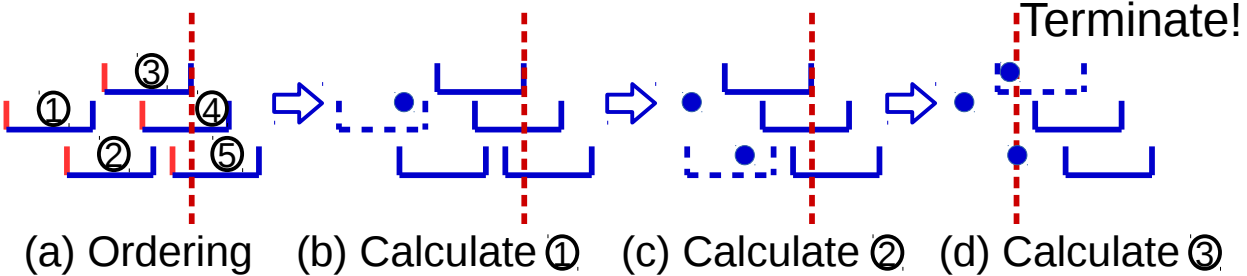 Terminate!
③
①
④
②
⑤
(a) Ordering
(b) Calculate ①
(c) Calculate ②
(d) Calculate ③